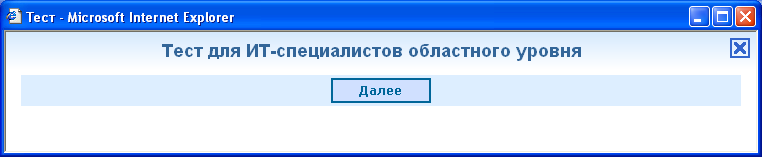 Тест - Microsoft Internet Explorer
Тест для ИТ-специалистов областного уровня
Далее